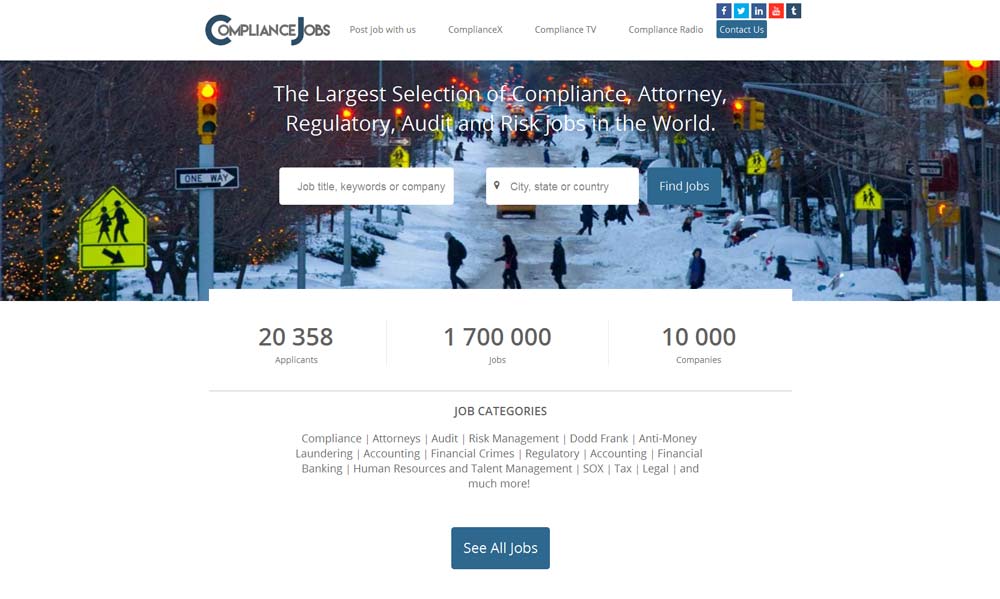 COMPLIANCEJOBS
Post job with us
ComplianceX
Compliance TV
Compliance Radio
f
in
You
t
Contact Us
The Largest Selection of Compliance, Attorney,
Regulatory, Audit and Risk jobs in the World.
ONE WAY
Job title, keywords or company
City, state or country
Find Jobs
20 358
Applicants
1 700 000
Jobs
10 000
Companies
JOB CATEGORIES
Compliance | Attorneys | Audit | Risk Management | Dodd Frank | Anti-Money
Laundering | Accounting | Financial Crimes | Regulatory | Accounting | Financial
Banking | Human Resources and Talent Management | SOX | Tax | Legal | and
much more!
See All Jobs